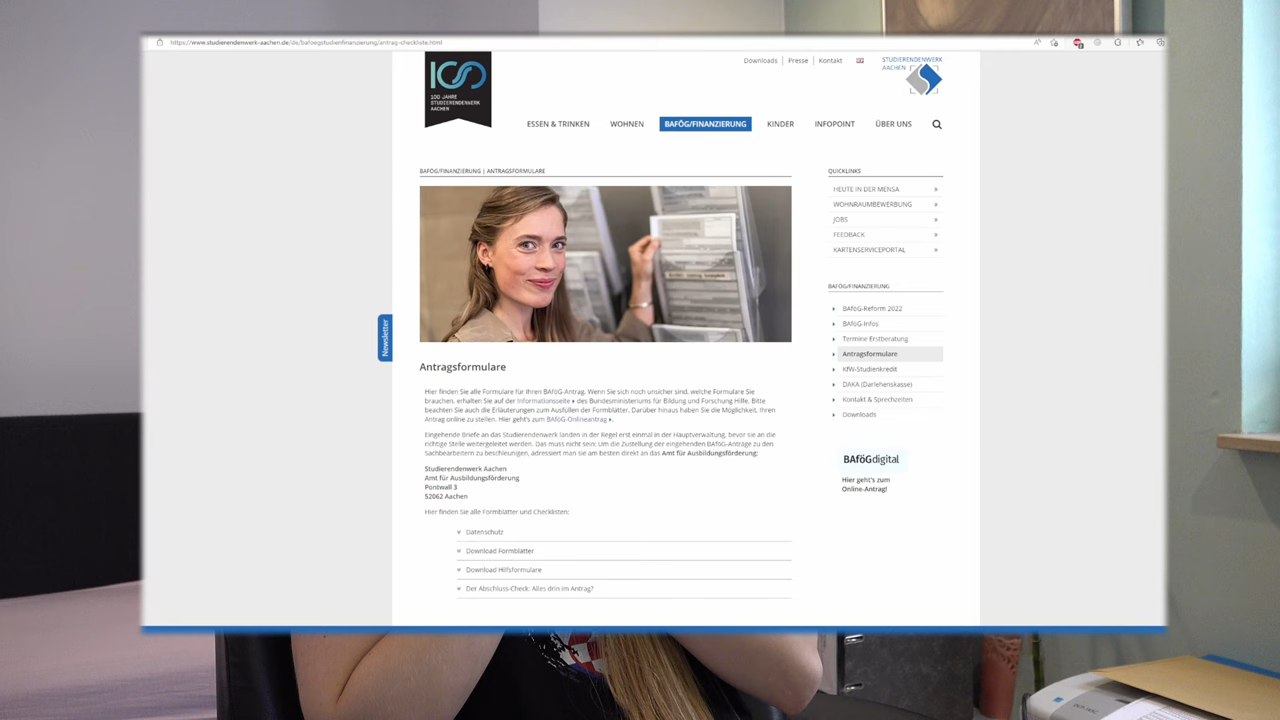 https://www.studierendenwerk-aachen.de/de/bafoegstudienfinanzierung/antrag-checkliste.html
Downloads
Presse
Kontakt
STUDIERENDENWERK
AACHEN
100 JAHRE
STUDIERENDENWERK
AACHEN
ESSEN & TRINKEN
WOHNEN
BAFÖG/FINANZIERUNG
KINDER
INFOPOINT
ÜBER UNS
BAFÖG/FINANZIERUNG | ANTRAGSFORMULARE
QUICKLINKS
HEUTE IN DER MENSA
WOHNRAUMBEWERBUNG
JOBS
FEEDBACK
KARTENSERVICEPORTAL
BAFÖG/FINANZIERUNG
BAföG-Reform 2022
BAföG-Infos
Termine Erstberatung
Antragsformulare
KfW-Studienkredit
DAKA (Darlehenskasse)
Kontakt & Sprechzeiten
Downloads
BAföGdigital
Hier geht's zum
Online-Antrag!
Newsletter
Antragsformulare
Hier finden Sie alle Formulare für Ihren BAföG-Antrag. Wenn Sie sich noch unsicher sind, welche Formulare Sie
brauchen, erhalten Sie auf der Informationsseite des Bundesministeriums für Bildung und Forschung Hilfe. Bitte
beachten Sie auch die Erläuterungen zum Ausfüllen der Formblätter. Darüber hinaus haben Sie die Möglichkeit, Ihren
Antrag online zu stellen. Hier geht's zum BAföG-Onlineantrag.
Eingehende Briefe an das Studierendenwerk landen in der Regel erst einmal in der Hauptverwaltung, bevor sie an die
richtige Stelle weitergeleitet werden. Das muss nicht sein: Um die Zustellung der eingehenden BAföG-Anträge zu den
Sachbearbeitern zu beschleunigen, adressiert man sie am besten direkt an das Amt für Ausbildungsförderung:
Studierendenwerk Aachen
Amt für Ausbildungsförderung
Pontwall 3
52062 Aachen
Hier finden Sie alle Formblätter und Checklisten:
Datenschutz
Download Formblätter
Download Hilfsformulare
Der Abschluss-Check: Alles drin im Antrag?